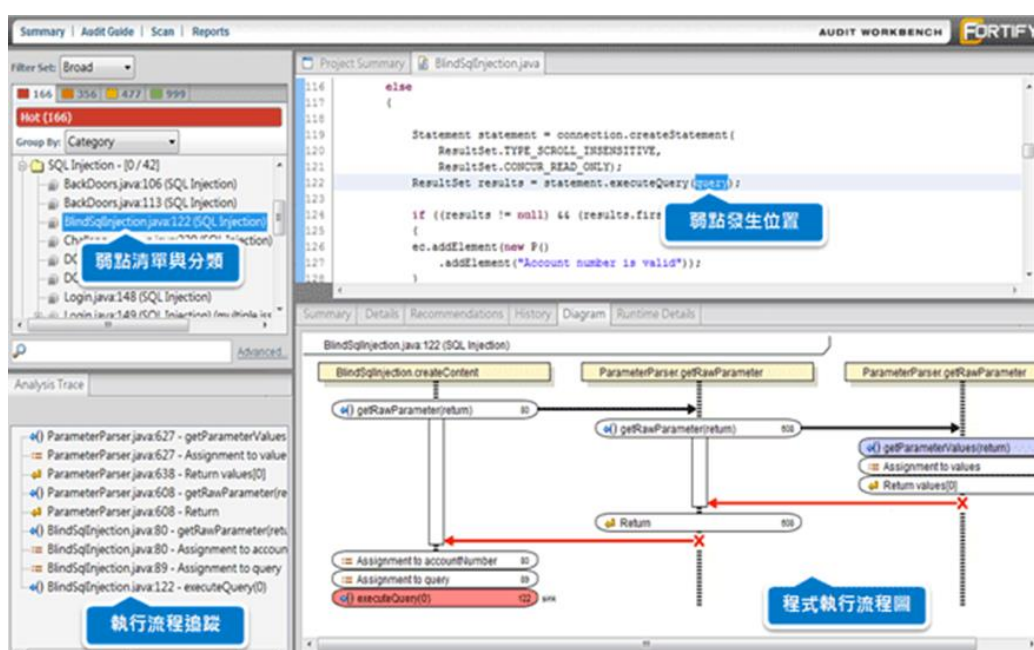 Summary | Audit Guide | Scan | Reports
AUDIT WORKBENCH
FORTIFY
Filter Set: Broad
166 356 477 999
Hot (166)
Group By: Category
SQL Injection - [0 / 42]
BackDoors.java:106 (SQL Injection)
BackDoors.java:113 (SQL Injection)
BlindSqlInjection.java:122 (SQL Injection)
弱點清單與分類
Login.java:148 (SQL Injection)
Login.java:149 (SQL Injection) (multiple iss
Advanced...
Project Summary BlindSqlInjection.java
116 else
117 {
118
119 Statement statement = connection.createStatement(
120 ResultSet.TYPE_SCROLL_INSENSITIVE,
121 ResultSet.CONCUR_READ_ONLY);
122 ResultSet results = statement.executeQuery(query);
123
124 if ((results != null) && (results.firs
125 {
126 ec.addElement(new P()
127 .addElement("Account number is valid"));
128 }
弱點發生位置
Analysis Trace
ParameterParser.java:627 - getParameterValues
ParameterParser.java:627 - Assignment to value
ParameterParser.java:638 - Return values[0]
ParameterParser.java:608 - getRawParameter(re
ParameterParser.java:608 - Return
BlindSqlInjection.java:80 - getRawParameter(retu
BlindSqlInjection.java:80 - Assignment to accoun
BlindSqlInjection.java:89 - Assignment to query
BlindSqlInjection.java:122 - executeQuery(0)
執行流程追蹤
Summary Details Recommendations History Diagram Runtime Details
BlindSqlInjection.java:122 (SQL Injection)
BlindSqlInjection.createContent
ParameterParser.getRawParameter
ParameterParser.getRawParameter
getRawParameter(return) 80
getRawParameter(return) 608
getParameterValues(return)
Assignment to values
Return values[0]
Return 608
Assignment to accountNumber 80
Assignment to query 89
executeQuery(0) 122 sink
程式執行流程圖